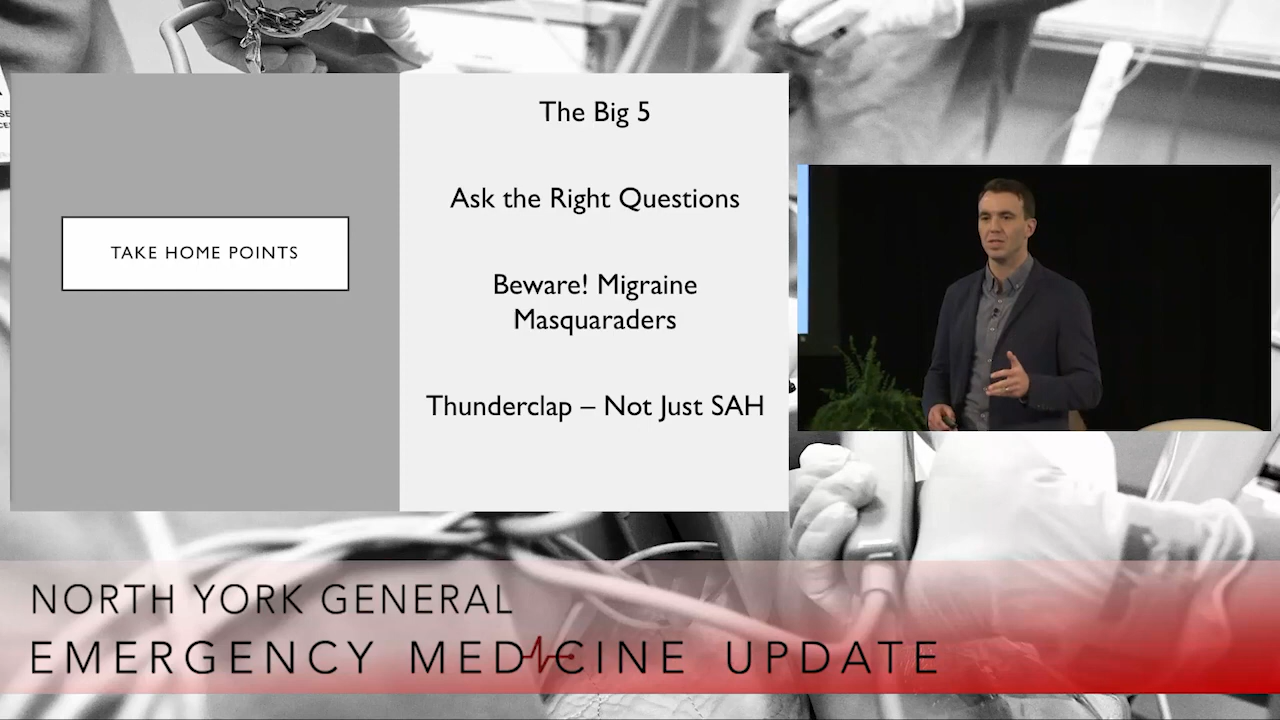 The Big 5
Ask the Right Questions
TAKE HOME POINTS
Beware! Migraine
Masquaraders
Thunderclap – Not Just SAH
NORTH YORK GENERAL
EMERGENCY MEDICINE UPDATE